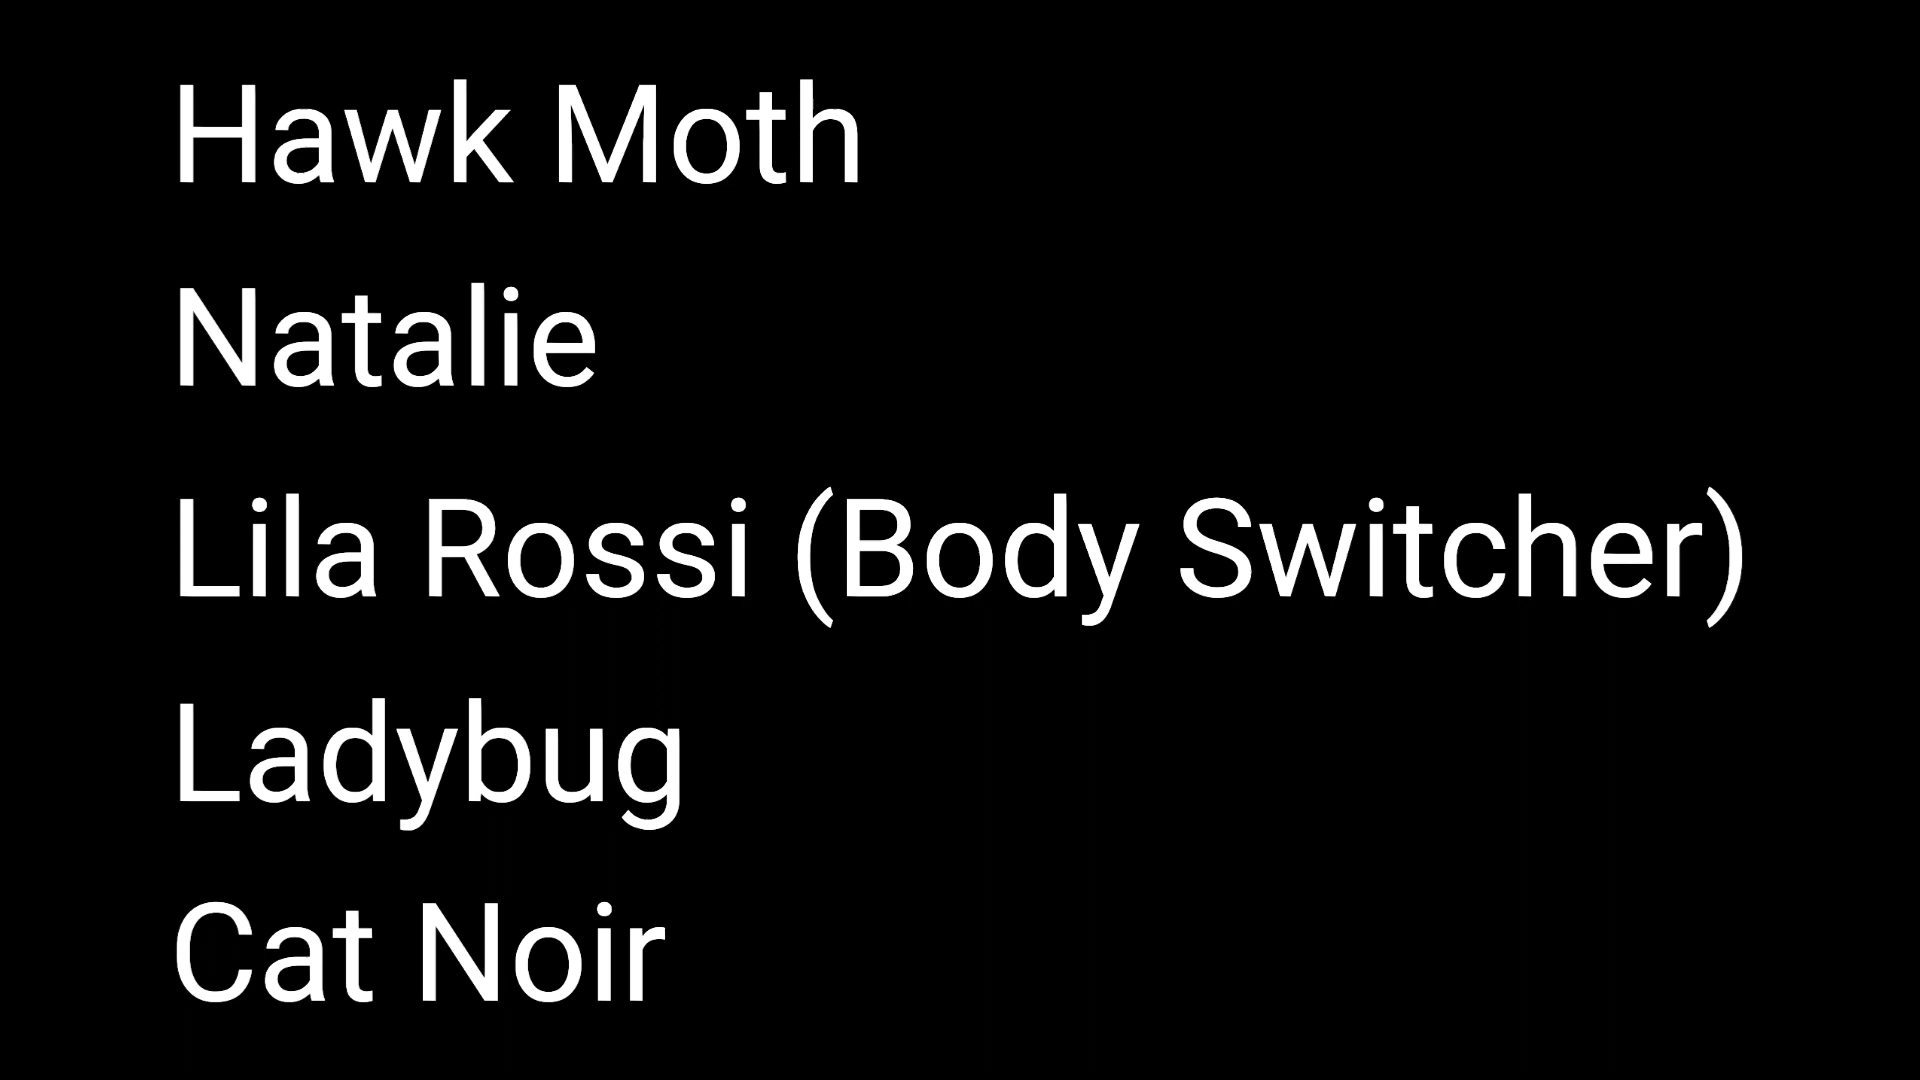 Hawk Moth
Natalie
Lila Rossi (Body Switcher)
Ladybug
Cat Noir